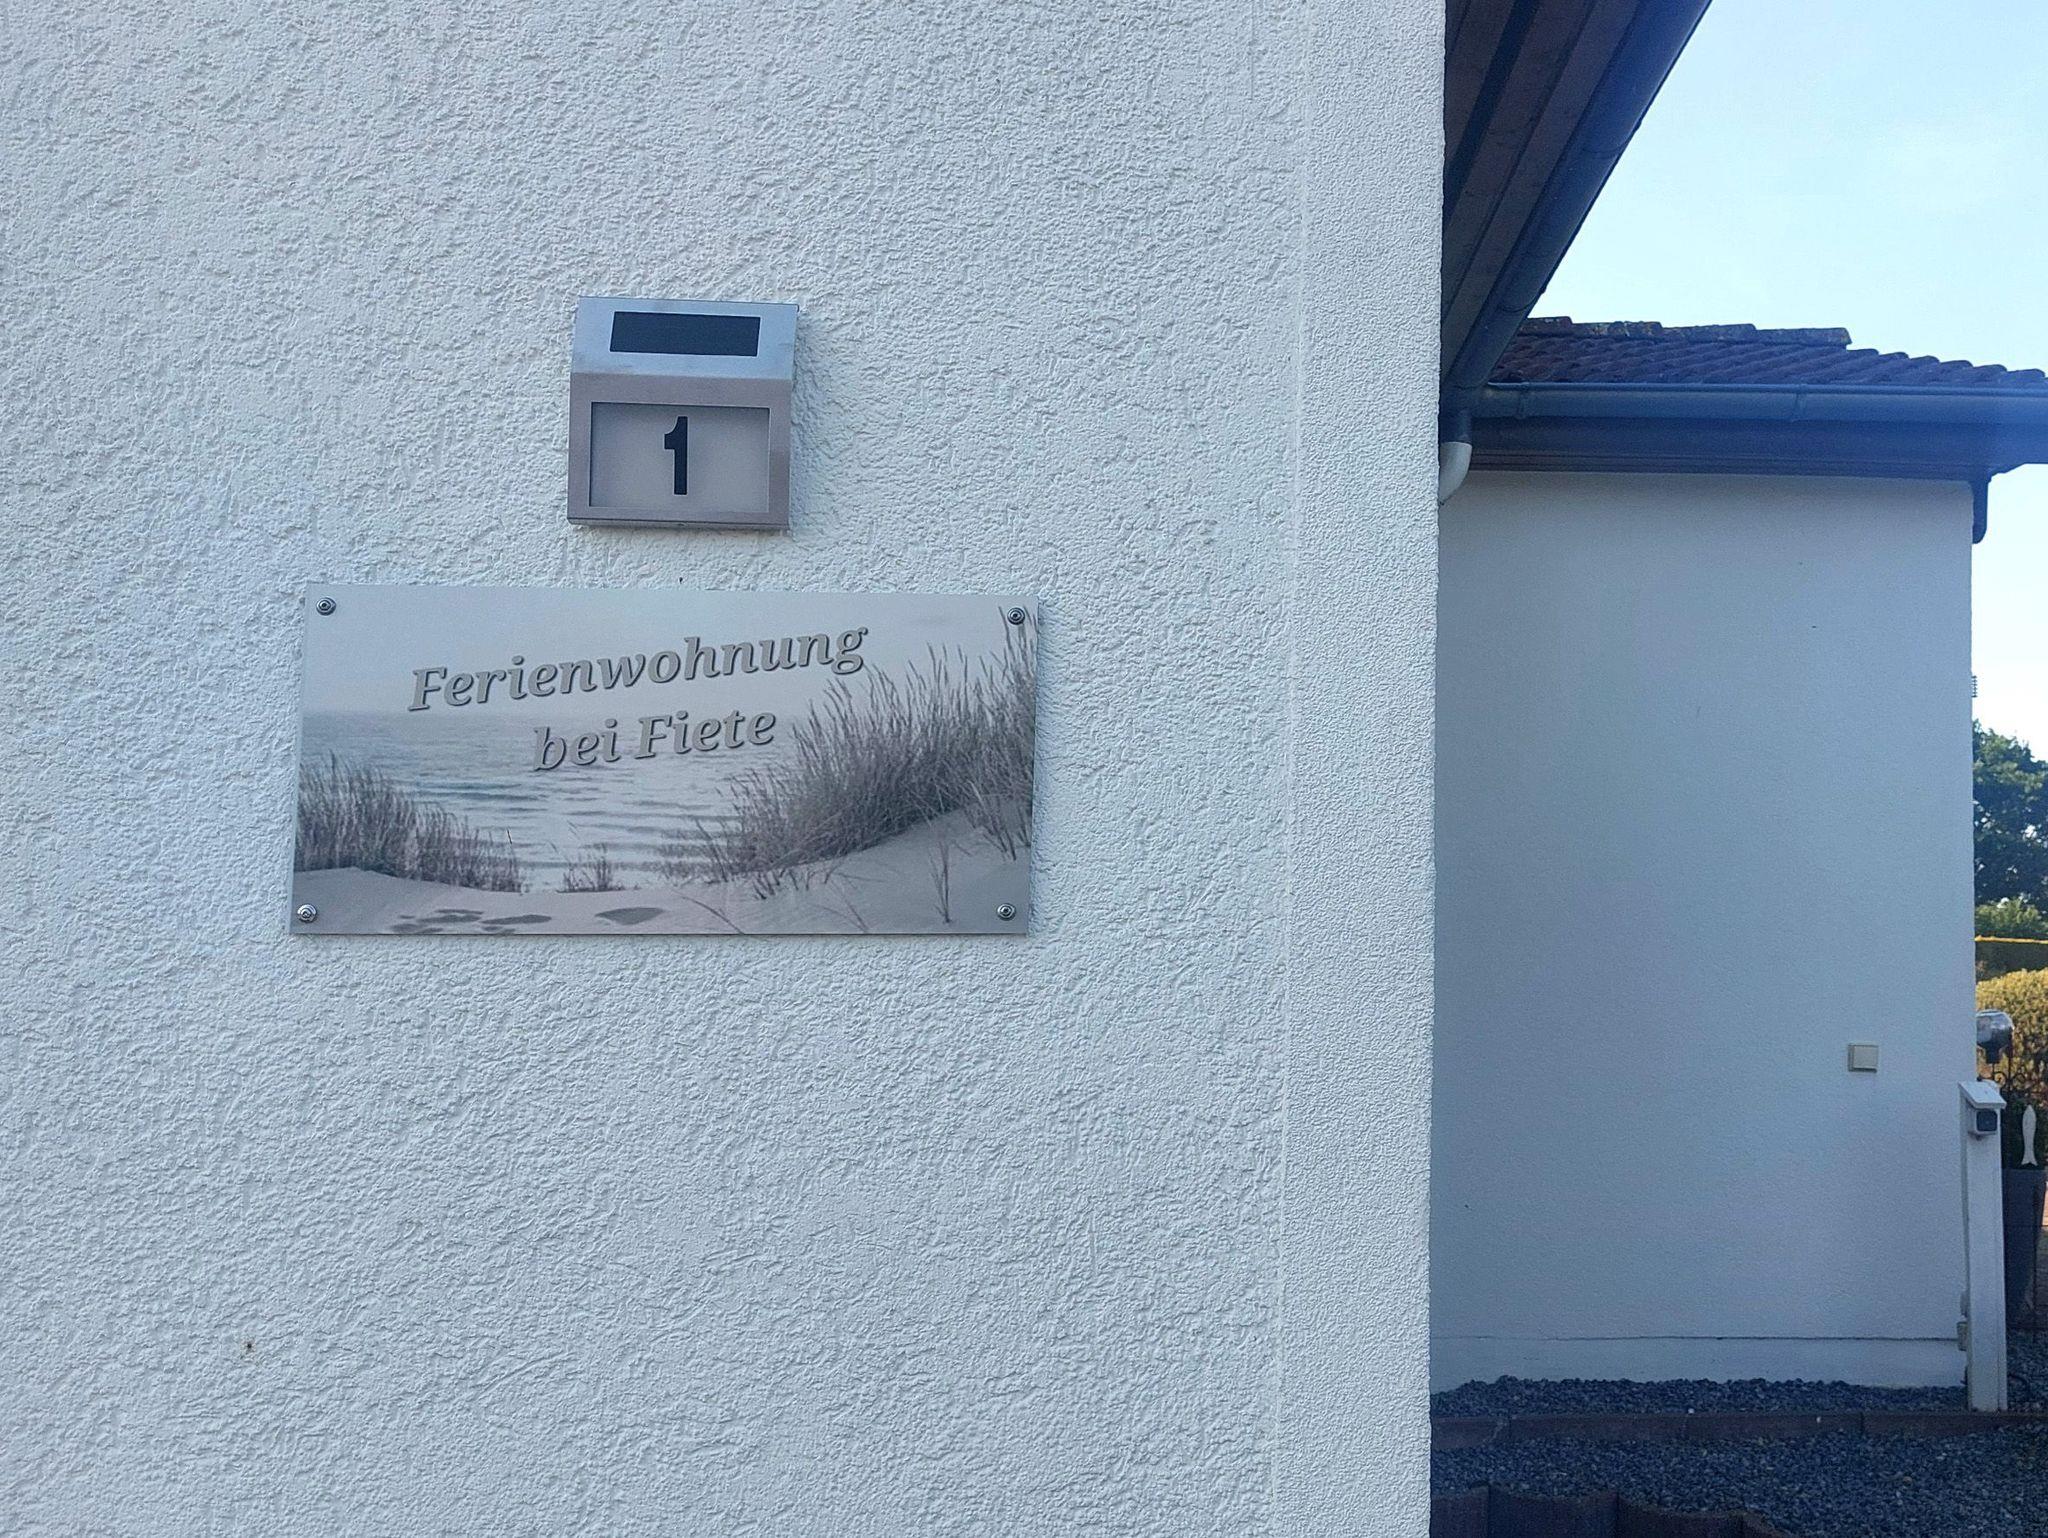 1
Ferienwohnung
bei Fiete